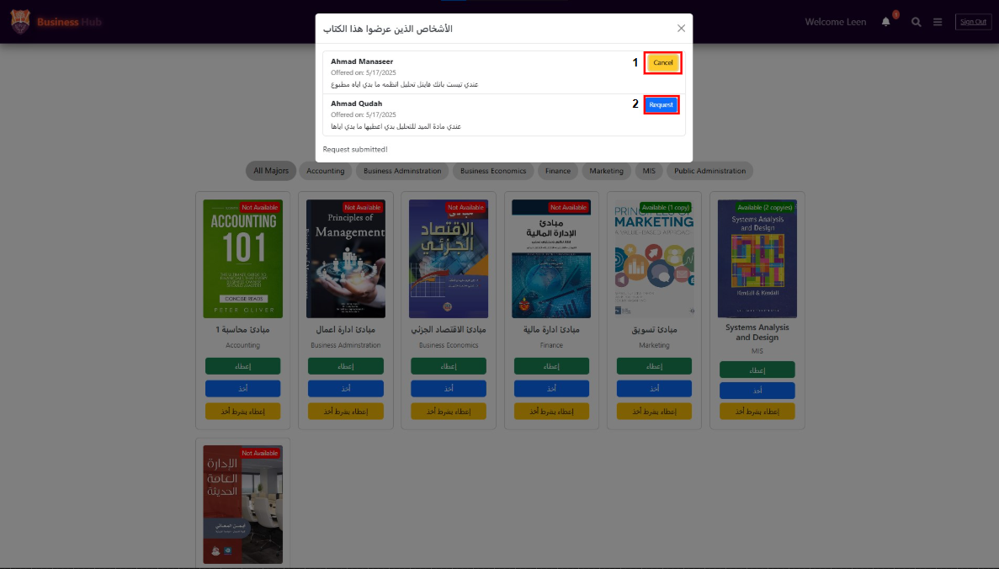 Business Hub
Welcome Leen
1
Sign Out
الأشخاص الذين عرضوا هذا الكتاب
Ahmad Manaseer
1
Cancel
Offered on: 5/17/2025
عندي تيست بانك فاينل تحليل انظمه ما بدي اياه مطبوع
Ahmad Qudah
2
Request
Offered on: 5/17/2025
عندي مادة الميد للتحليل بدي اعطيها ما بدي اياها
Request submitted!
All Majors
Accounting
Business Adminstration
Business Economics
Finance
Marketing
MIS
Public Administration
Not Available
ACCOUNTING
101
CONCISE READS
PETER OLIVER
مبادئ محاسبة 1
Accounting
إعطاء
أخذ
إعطاء بشرط أخذ
Not Available
Principles of
Management
مبادئ ادارة اعمال
Business Adminstration
إعطاء
أخذ
إعطاء بشرط أخذ
Not Available
مبادئ
الاقتصاد
الجزئي
مبادئ الاقتصاد الجزئي
Business Economics
إعطاء
أخذ
إعطاء بشرط أخذ
Not Available
مبادئ
الإدارة المالية
مبادئ ادارة مالية
Finance
إعطاء
أخذ
إعطاء بشرط أخذ
Available (1 copy)
PRINCIPLES OF
MARKETING
A VALUE-BASED APPROACH
مبادئ تسويق
Marketing
إعطاء
أخذ
إعطاء بشرط أخذ
Available (2 copyies)
Systems Analysis
and Design
Kendall & Kendall
Systems Analysis
and Design
MIS
إعطاء
أخذ
إعطاء بشرط أخذ
Not Available
الإدارة
العامة
الحديثة